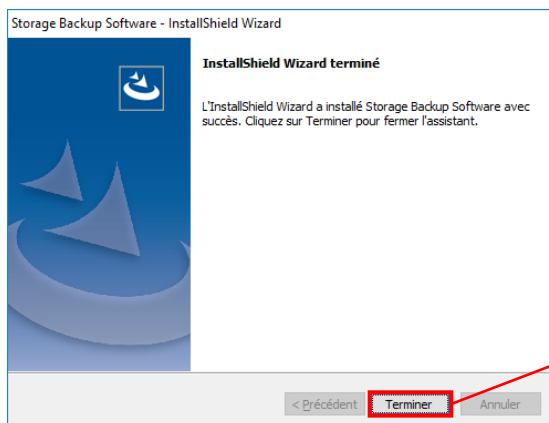 Storage Backup Software - InstallShield Wizard
InstallShield Wizard terminé
L'InstallShield Wizard a installé Storage Backup Software avec
succès. Cliquez sur Terminer pour fermer l'assistant.
< Précédent Terminer Annuler